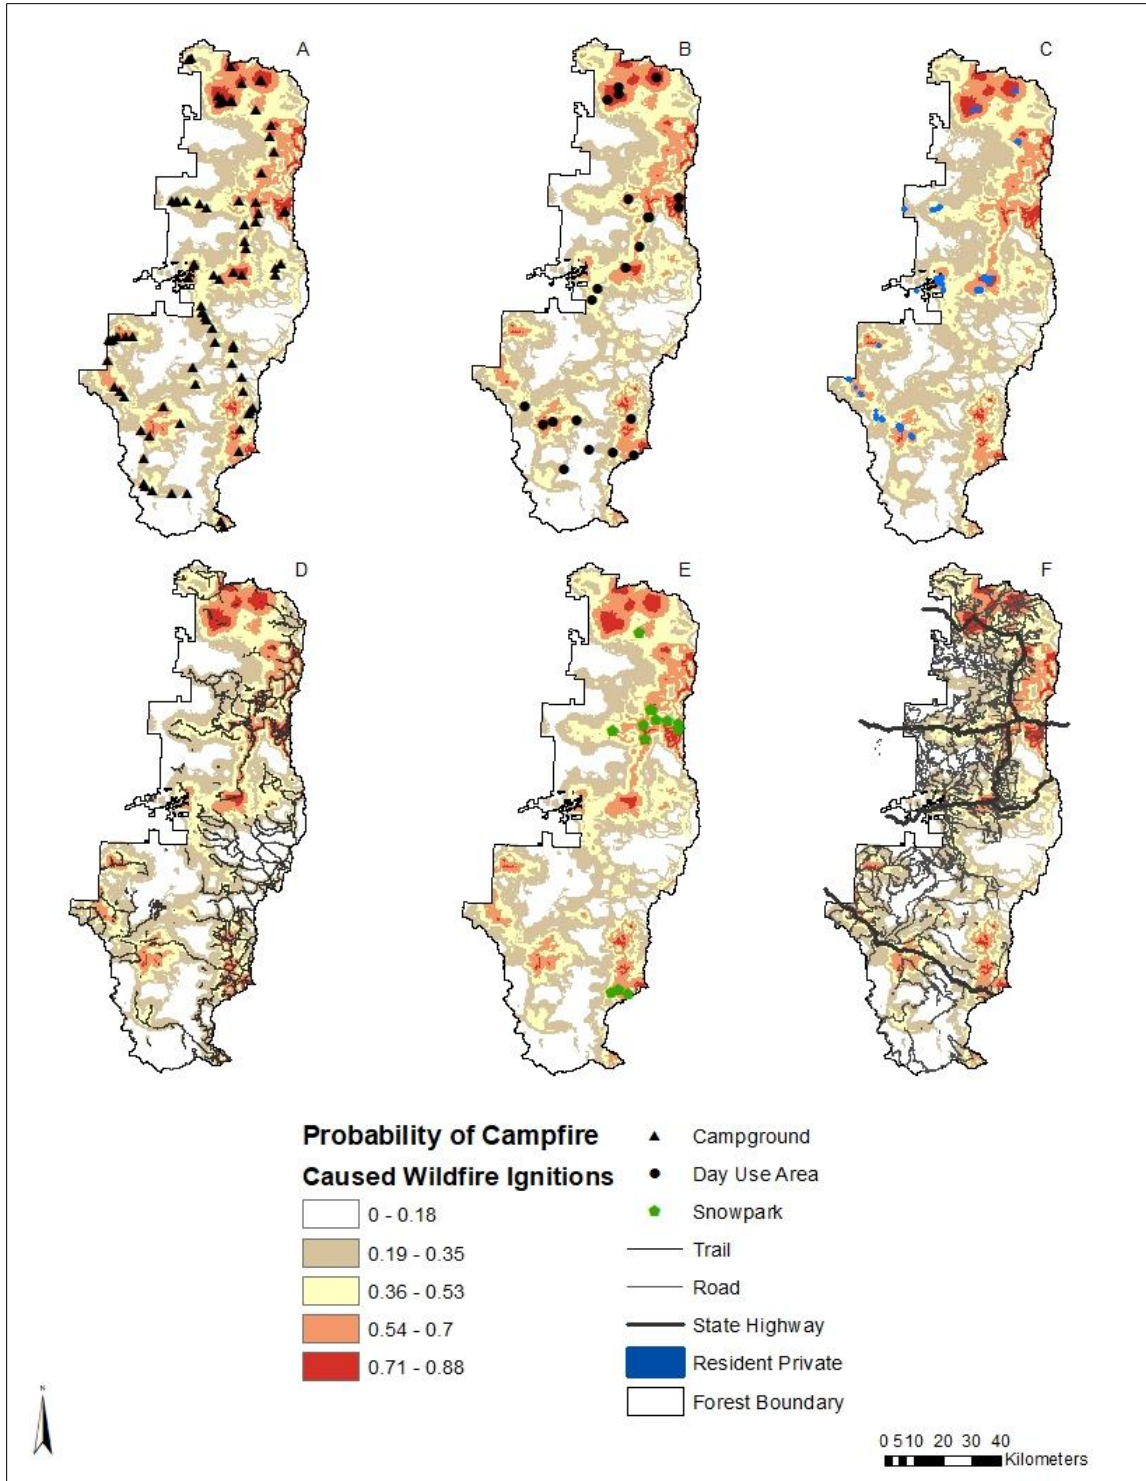 A
B
C
D
E
F
Probability of Campfire
Caused Wildfire Ignitions
0 - 0.18
0.19 - 0.35
0.36 - 0.53
0.54 - 0.7
0.71 - 0.88
Campground
Day Use Area
Snowpark
Trail
Road
State Highway
Resident Private
Forest Boundary
N
0 5 10 20 30 40
Kilometers